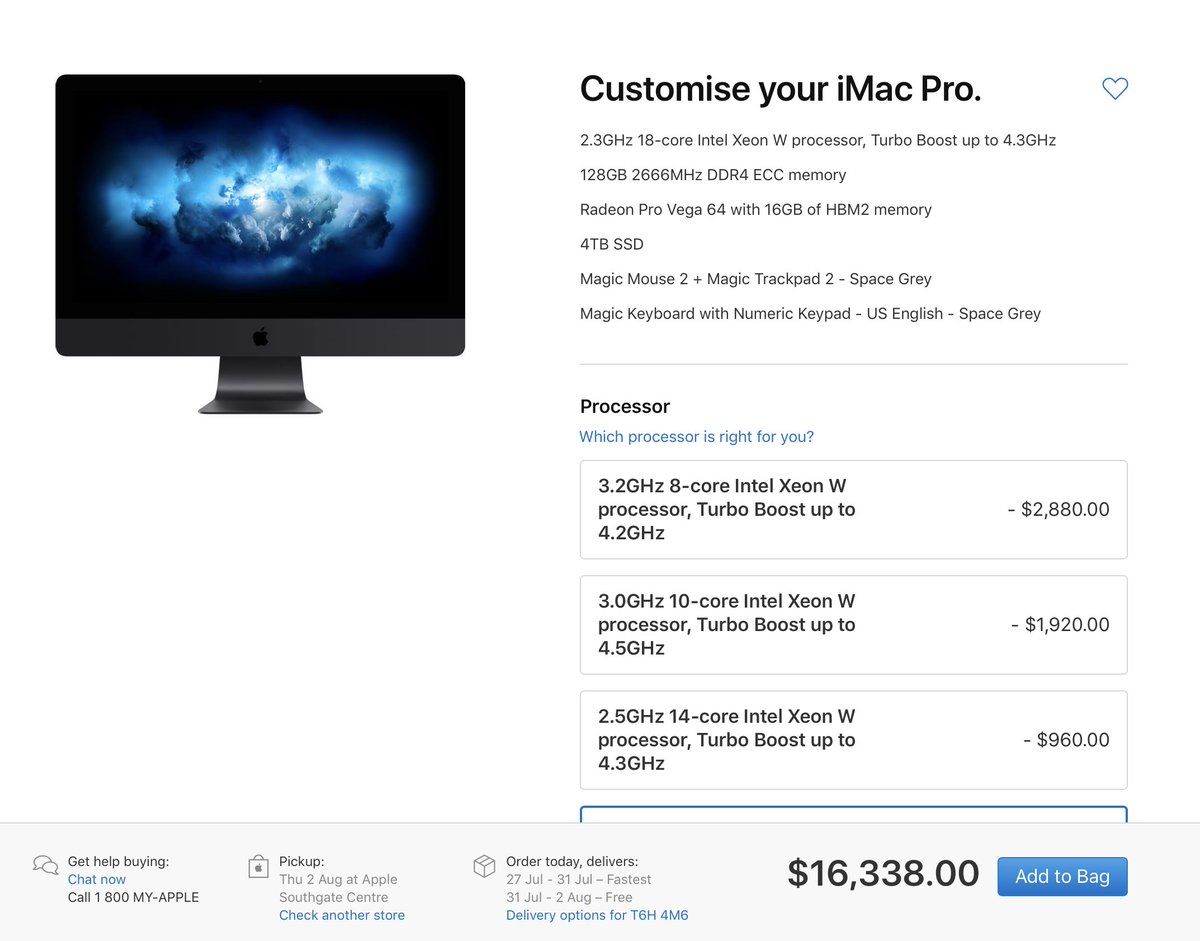 Customise your iMac Pro.
2.3GHz 18-core Intel Xeon W processor, Turbo Boost up to 4.3GHz
128GB 2666MHz DDR4 ECC memory
Radeon Pro Vega 64 with 16GB of HBM2 memory
4TB SSD
Magic Mouse 2 + Magic Trackpad 2 - Space Grey
Magic Keyboard with Numeric Keypad - US English - Space Grey
Processor
Which processor is right for you?
3.2GHz 8-core Intel Xeon W
processor, Turbo Boost up to
4.2GHz
- $2,880.00
3.0GHz 10-core Intel Xeon W
processor, Turbo Boost up to
4.5GHz
- $1,920.00
2.5GHz 14-core Intel Xeon W
processor, Turbo Boost up to
4.3GHz
- $960.00
Get help buying:
Chat now
Call 1 800 MY-APPLE
Pickup:
Thu 2 Aug at Apple
Southgate Centre
Check another store
Order today, delivers:
27 Jul - 31 Jul – Fastest
31 Jul - 2 Aug – Free
Delivery options for T6H 4M6
$16,338.00
Add to Bag